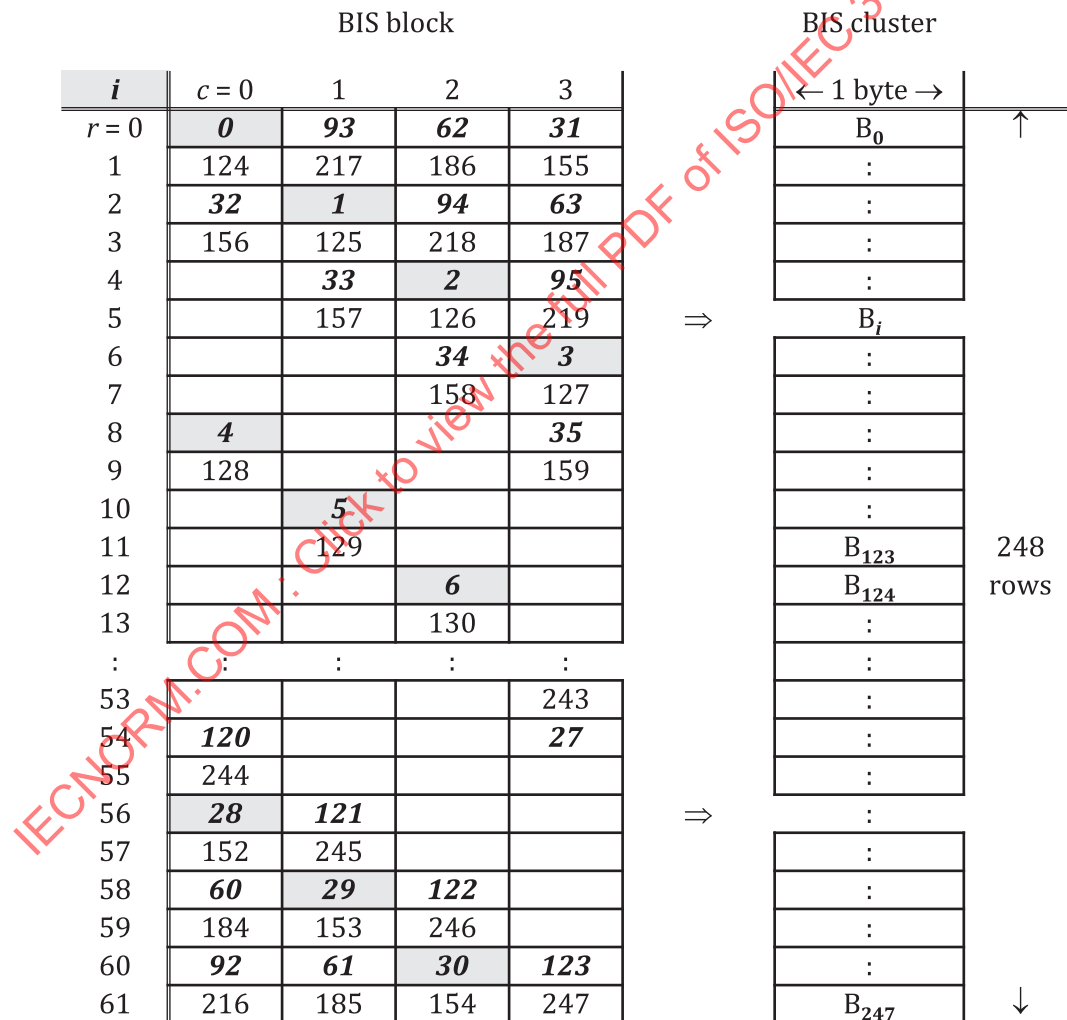 BIS block BIS cluster
i c = 0 1 2 3 ← 1 byte →
r = 0 0 93 62 31 B0 ↑
1 124 217 186 155 :
2 32 1 94 63 :
3 156 125 218 187 :
4 33 2 95 :
5 157 126 219 ⇒ Bi
6 34 3 :
7 158 127 :
8 4 35 :
9 128 159 :
10 5 :
11 129 B123 248
12 6 B124 rows
13 130 :
: : : : : :
53 243 :
54 120 27 :
55 244 :
56 28 121 ⇒ :
57 152 245 :
58 60 29 122 :
59 184 153 246 :
60 92 61 30 123 :
61 216 185 154 247 B247 ↓
IECNORM.COM : Click to view the full PDF of ISO/IEC 3